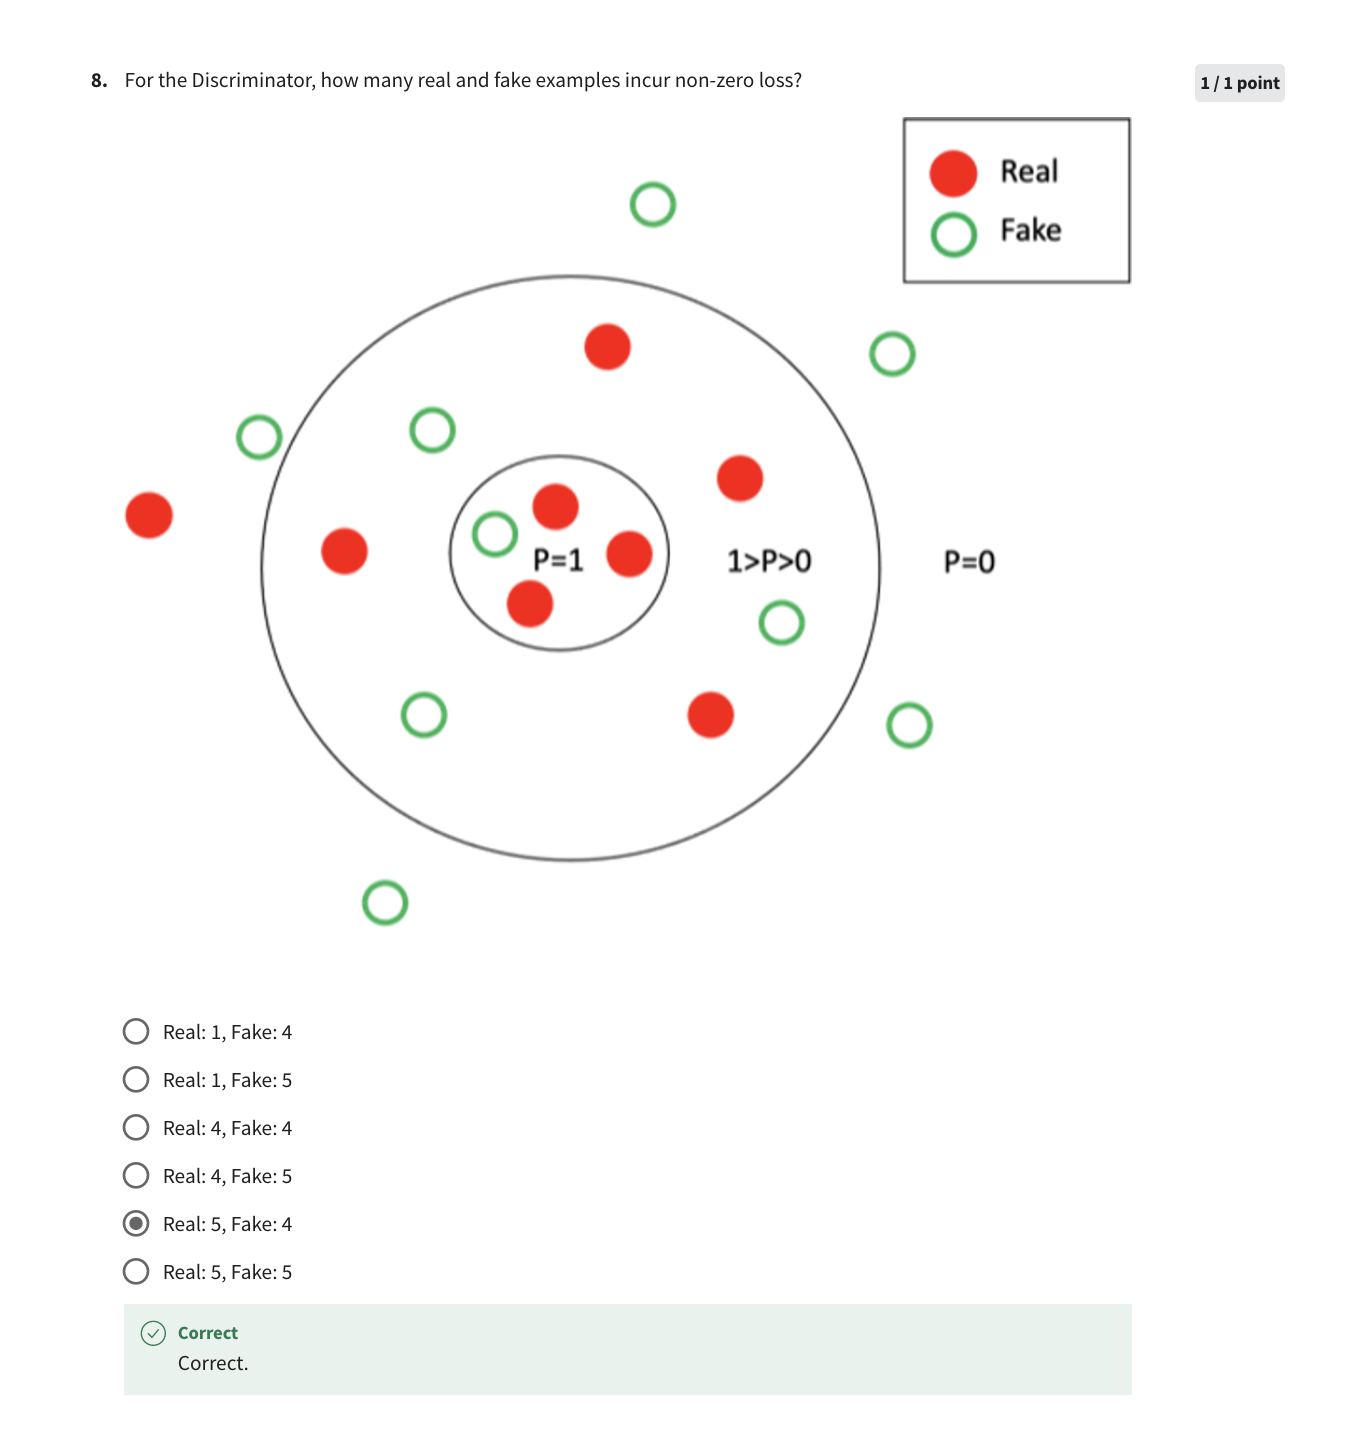 8. For the Discriminator, how many real and fake examples incur non-zero loss?
1 / 1 point
Real
Fake
P=1
1>P>0
P=0
Real: 1, Fake: 4
Real: 1, Fake: 5
Real: 4, Fake: 4
Real: 4, Fake: 5
Real: 5, Fake: 4
Real: 5, Fake: 5
Correct
Correct.